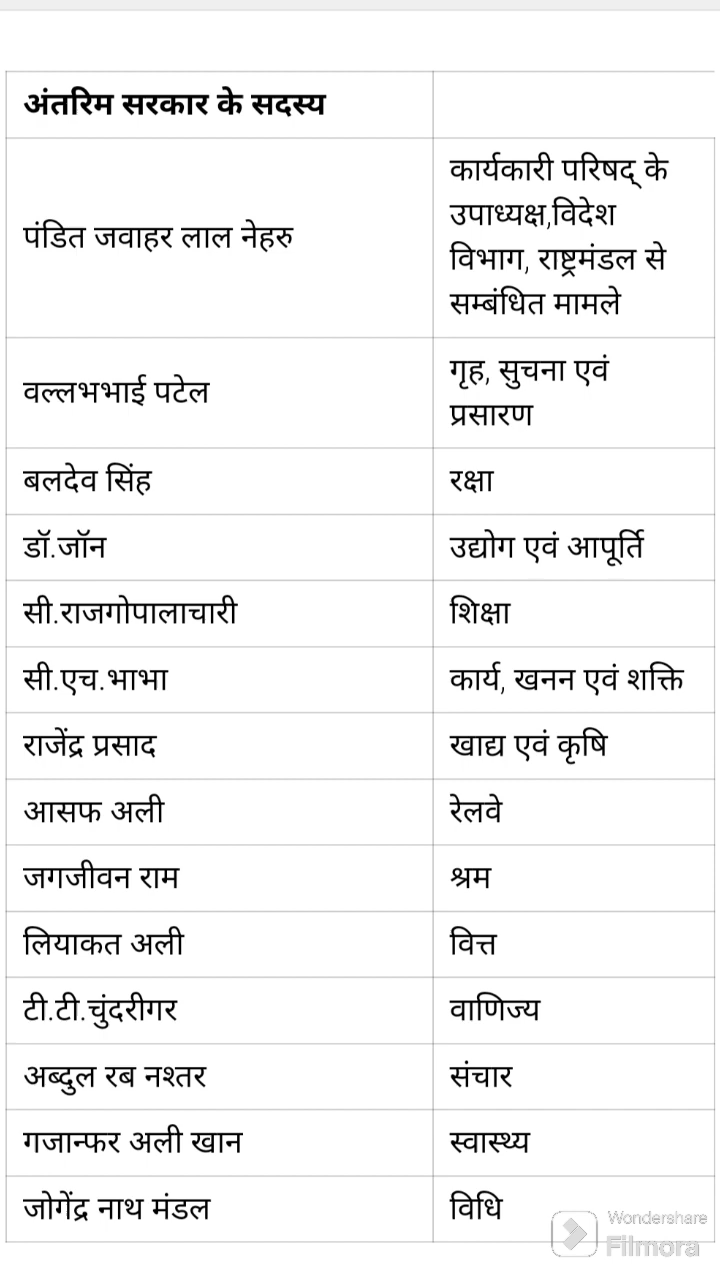 अंतरिम सरकार के सदस्य
पंडित जवाहर लाल नेहरु
कार्यकारी परिषद् के
उपाध्यक्ष,विदेश
विभाग, राष्ट्रमंडल से
सम्बंधित मामले
वल्लभभाई पटेल
गृह, सुचना एवं
प्रसारण
बलदेव सिंह
रक्षा
डॉ.जॉन
उद्योग एवं आपूर्ति
सी.राजगोपालाचारी
शिक्षा
सी.एच.भाभा
कार्य, खनन एवं शक्ति
राजेंद्र प्रसाद
खाद्य एवं कृषि
आसफ अली
रेलवे
जगजीवन राम
श्रम
लियाकत अली
वित्त
टी.टी.चुंदरीगर
वाणिज्य
अब्दुल रब नश्तर
संचार
गजान्फर अली खान
स्वास्थ्य
जोगेंद्र नाथ मंडल
विधि
Wondershare
Filmora